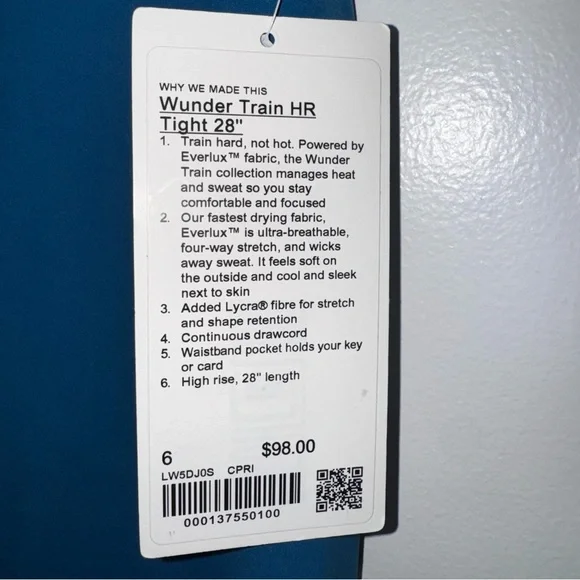 WHY WE MADE THIS
Wunder Train HR
Tight 28"
1. Train hard, not hot. Powered by
Everlux™ fabric, the Wunder
Train collection manages heat
and sweat so you stay
comfortable and focused
2. Our fastest drying fabric,
Everlux™ is ultra-breathable,
four-way stretch, and wicks
away sweat. It feels soft on
the outside and cool and sleek
next to skin
3. Added Lycra® fibre for stretch
and shape retention
4. Continuous drawcord
5. Waistband pocket holds your key
or card
6. High rise, 28" length
6 $98.00
LW5DJ0S CPRI
000137550100